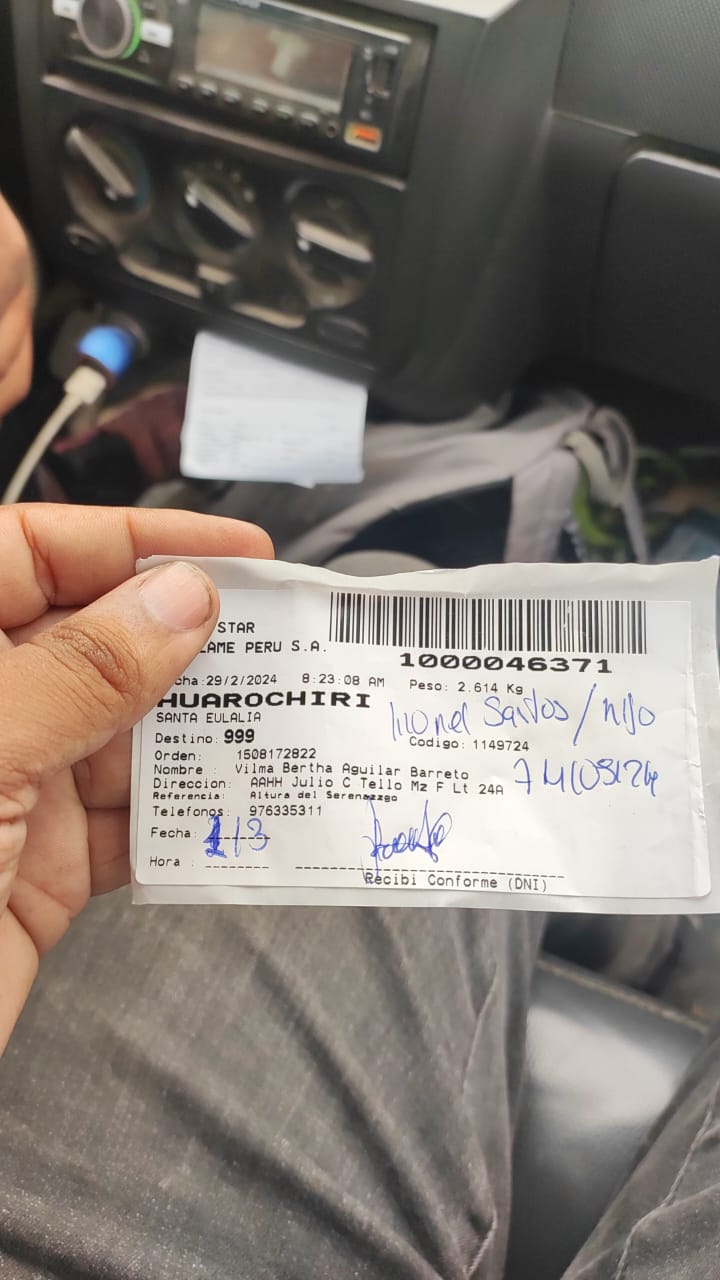 STAR
LAME PERU S.A.
1000046371
cha:29/2/2024 8:23:08 AM Peso: 2.614 Kg
HUAROCHIRI
SANTA EULALIA
Santos / hijo
Destino: 999 Codigo: 1149724
Orden: 1508172822
Nombre : Vilma Bertha Aguilar Barreto
Direccion: AAHH Julio C Tello Mz F Lt 24A
Referencia: Altura del Serenazgo
Telefonos: 976335311
Fecha: 1/3
Hora :
Recibi Conforme (DNI)